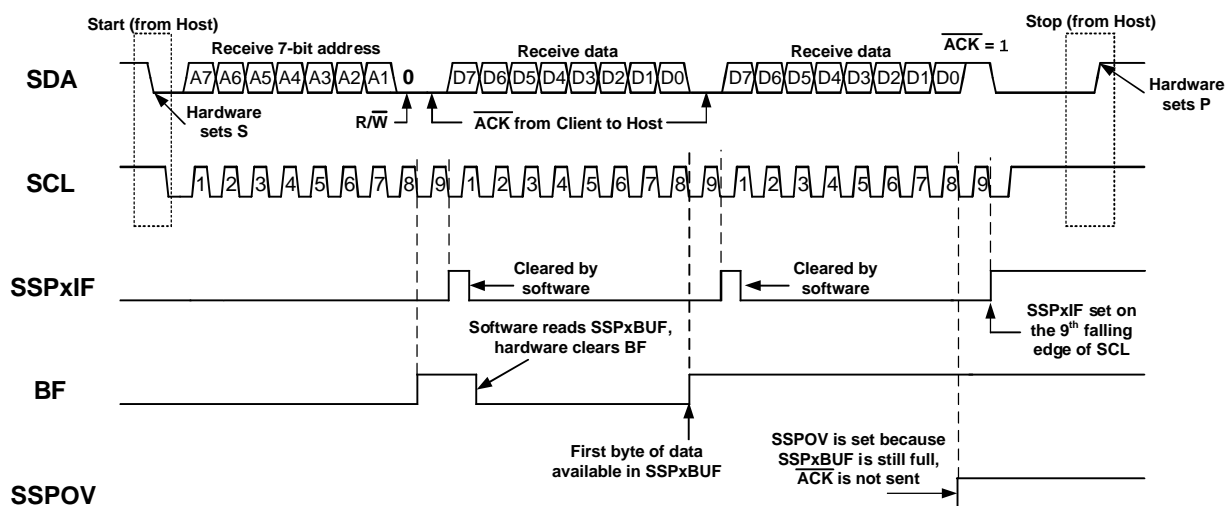 Start (from Host)
Stop (from Host)
Receive 7-bit address
Receive data
Receive data
ACK = 1
SDA
A7 A6 A5 A4 A3 A2 A1 0
D7 D6 D5 D4 D3 D2 D1 D0
D7 D6 D5 D4 D3 D2 D1 D0
Hardware
sets S
R/W
ACK from Client to Host
Hardware
sets P
SCL
1 2 3 4 5 6 7 8 9 1 2 3 4 5 6 7 8 9 1 2 3 4 5 6 7 8 9
SSPxIF
Cleared by
software
Cleared by
software
SSPxIF set on
the 9th falling
edge of SCL
Software reads SSPxBUF,
hardware clears BF
BF
First byte of data
available in SSPxBUF
SSPOV is set because
SSPxBUF is still full,
ACK is not sent
SSPOV